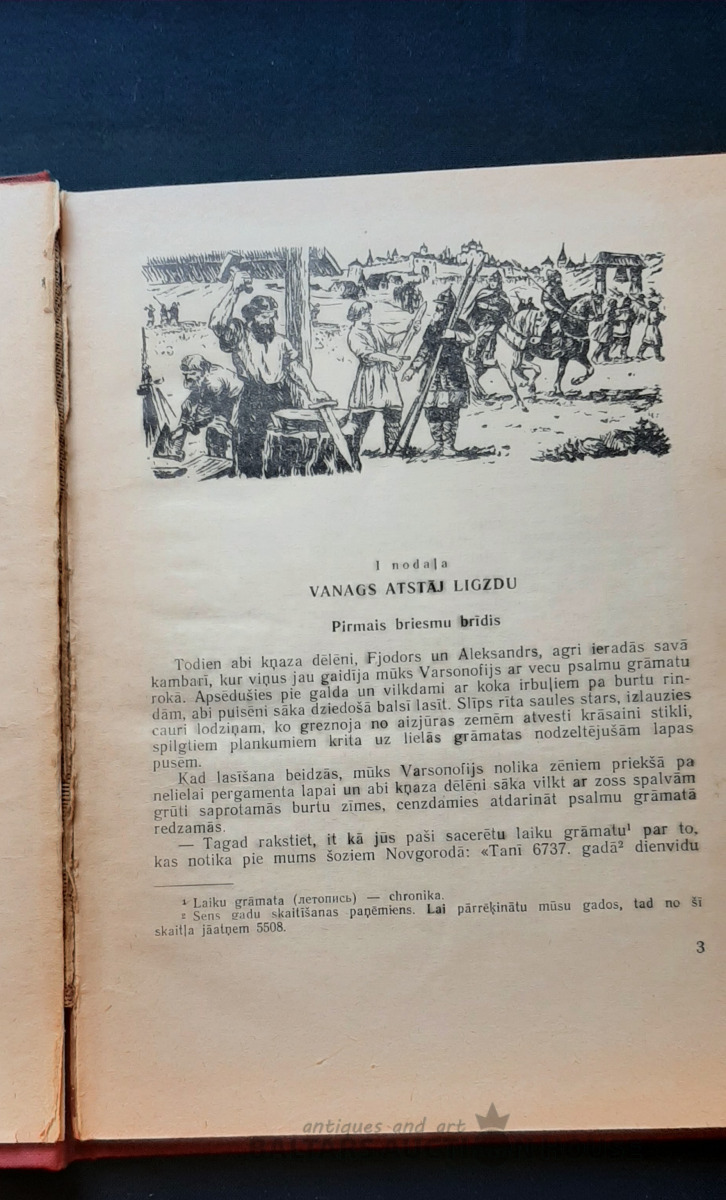 I nodaļa
VANAGS ATSTĀJ LIGZDU
Pirmais briesmu brīdis
Todien abi kņaza dēlēni, Fjodors un Aleksandrs, agri ieradās savā
kambarī, kur viņus jau gaidīja mūks Varsonofijs ar vecu psalmu grāmatu
rokā. Apsēdušies pie galda un vilkdami ar koka irbuļiem pa burtu rin-
dām, abi puisēni sāka dziedošā balsī lasīt. Slīps rīta saules stars, izlauzies
cauri lodziņam, ko greznoja no aizjūras zemēm atvesti krāsaini stikli,
spilgtiem plankumiem krita uz lielās grāmatas nodzeltējušām lapas
pusēm.
Kad lasīšana beidzās, mūks Varsonofijs nolika zēniem priekšā pa
nelielai pergamenta lapai un abi kņaza dēlēni sāka vilkt ar zoss spalvām
grūti saprotamās burtu zīmes, cenzdamies atdarināt psalmu grāmatā
redzamās.
— Tagad rakstiet, it kā jūs paši sacerētu laiku grāmatu¹ par to,
kas notika pie mums šoziem Novgorodā: «Tanī 6737. gadā² dienvidu
¹ Laiku grāmata (летопись) — chronika.
² Sens gadu skaitīšanas paņēmiens. Lai pārrēķinātu mūsu gados, tad no šī
skaitļa jāatņem 5508.
3
antiques and art